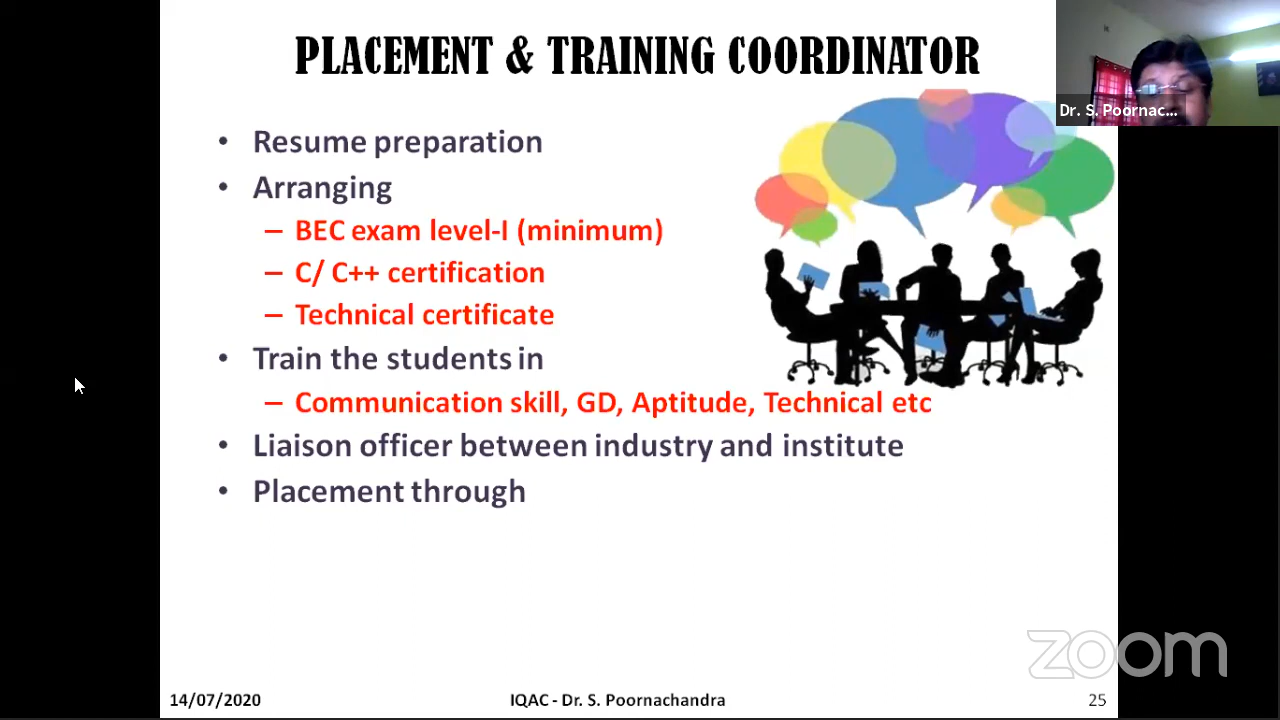 PLACEMENT & TRAINING COORDINATOR
Dr. S. Poornac...
• Resume preparation
• Arranging
– BEC exam level-I (minimum)
– C/ C++ certification
– Technical certificate
• Train the students in
– Communication skill, GD, Aptitude, Technical etc
• Liaison officer between industry and institute
• Placement through
zoom
14/07/2020
IQAC - Dr. S. Poornachandra
25